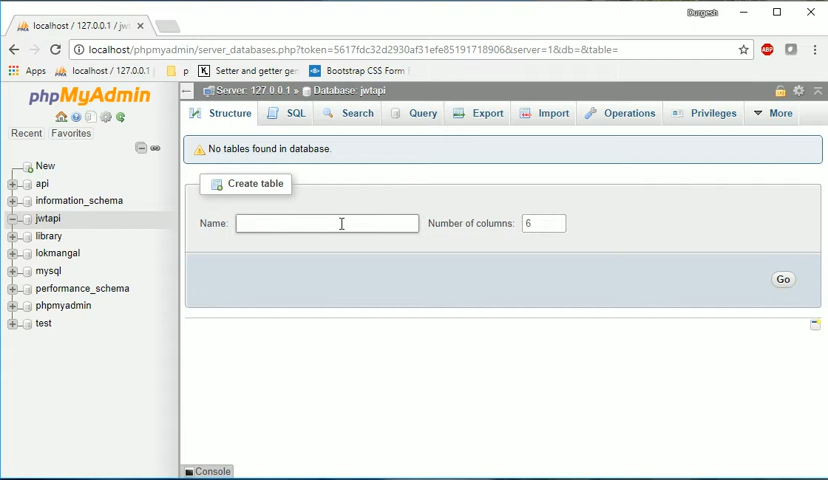 Durgesh
localhost / 127.0.0.1 / jw
localhost/phpmyadmin/server_databases.php?token=5617fdc32d2930af31efe85191718906&server=1&db=&table=
ABP
Apps localhost / 127.0.0.1 p K Setter and getter gen Bootstrap CSS Form
phpMyAdmin
Recent Favorites
New
api
information_schema
jwtapi
library
lokmangal
mysql
performance_schema
phpmyadmin
test
Server: 127.0.0.1 » Database: jwtapi
Structure SQL Search Query Export Import Operations Privileges More
No tables found in database.
Create table
Name: Number of columns: 6
Go
Console